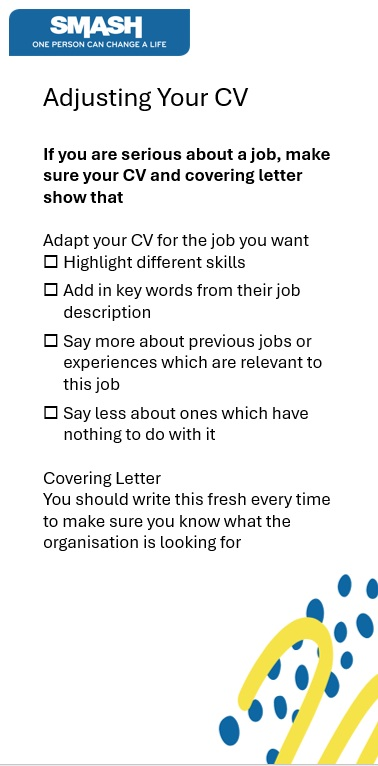 SMASH
ONE PERSON CAN CHANGE A LIFE
Adjusting Your CV
If you are serious about a job, make
sure your CV and covering letter
show that
Adapt your CV for the job you want
☐ Highlight different skills
☐ Add in key words from their job
description
☐ Say more about previous jobs or
experiences which are relevant to
this job
☐ Say less about ones which have
nothing to do with it
Covering Letter
You should write this fresh every time
to make sure you know what the
organisation is looking for